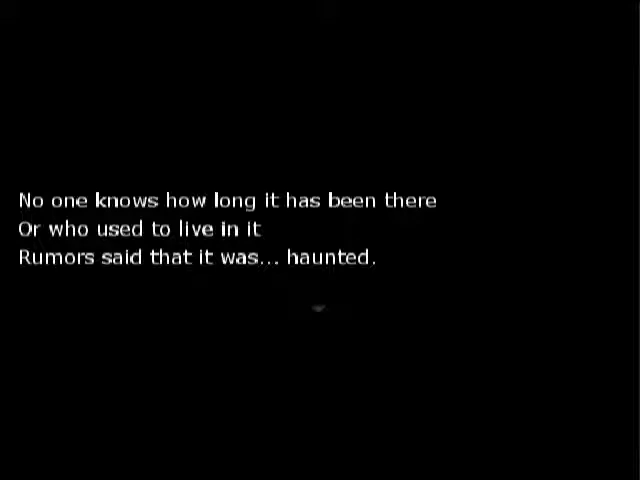 No one knows how long it has been there
Or who used to live in it
Rumors said that it was... haunted.